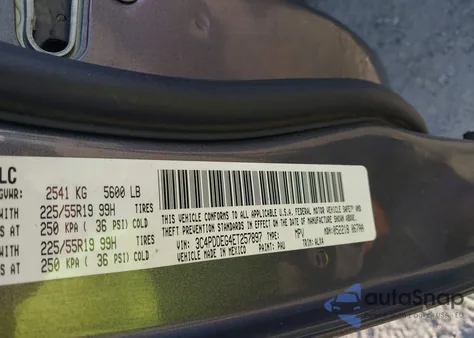 LC
GVWR: 2541 KG 5600 LB
WITH 225/55R19 99H TIRES
S AT 250 KPA ( 36 PSI) COLD
WITH 225/55R19 99H TIRES
S AT 250 KPA ( 36 PSI) COLD
THIS VEHICLE CONFORMS TO ALL APPLICABLE U.S.A. FEDERAL MOTOR VEHICLE SAFETY AND
THEFT PREVENTION STANDARDS IN EFFECT ON THE DATE OF MANUFACTURE SHOWN ABOVE.
VIN: 3C4PDDEG4ET257897 MPV
MADE IN MEXICO PAINT: PAU TRIM: ALXA
autoSnap